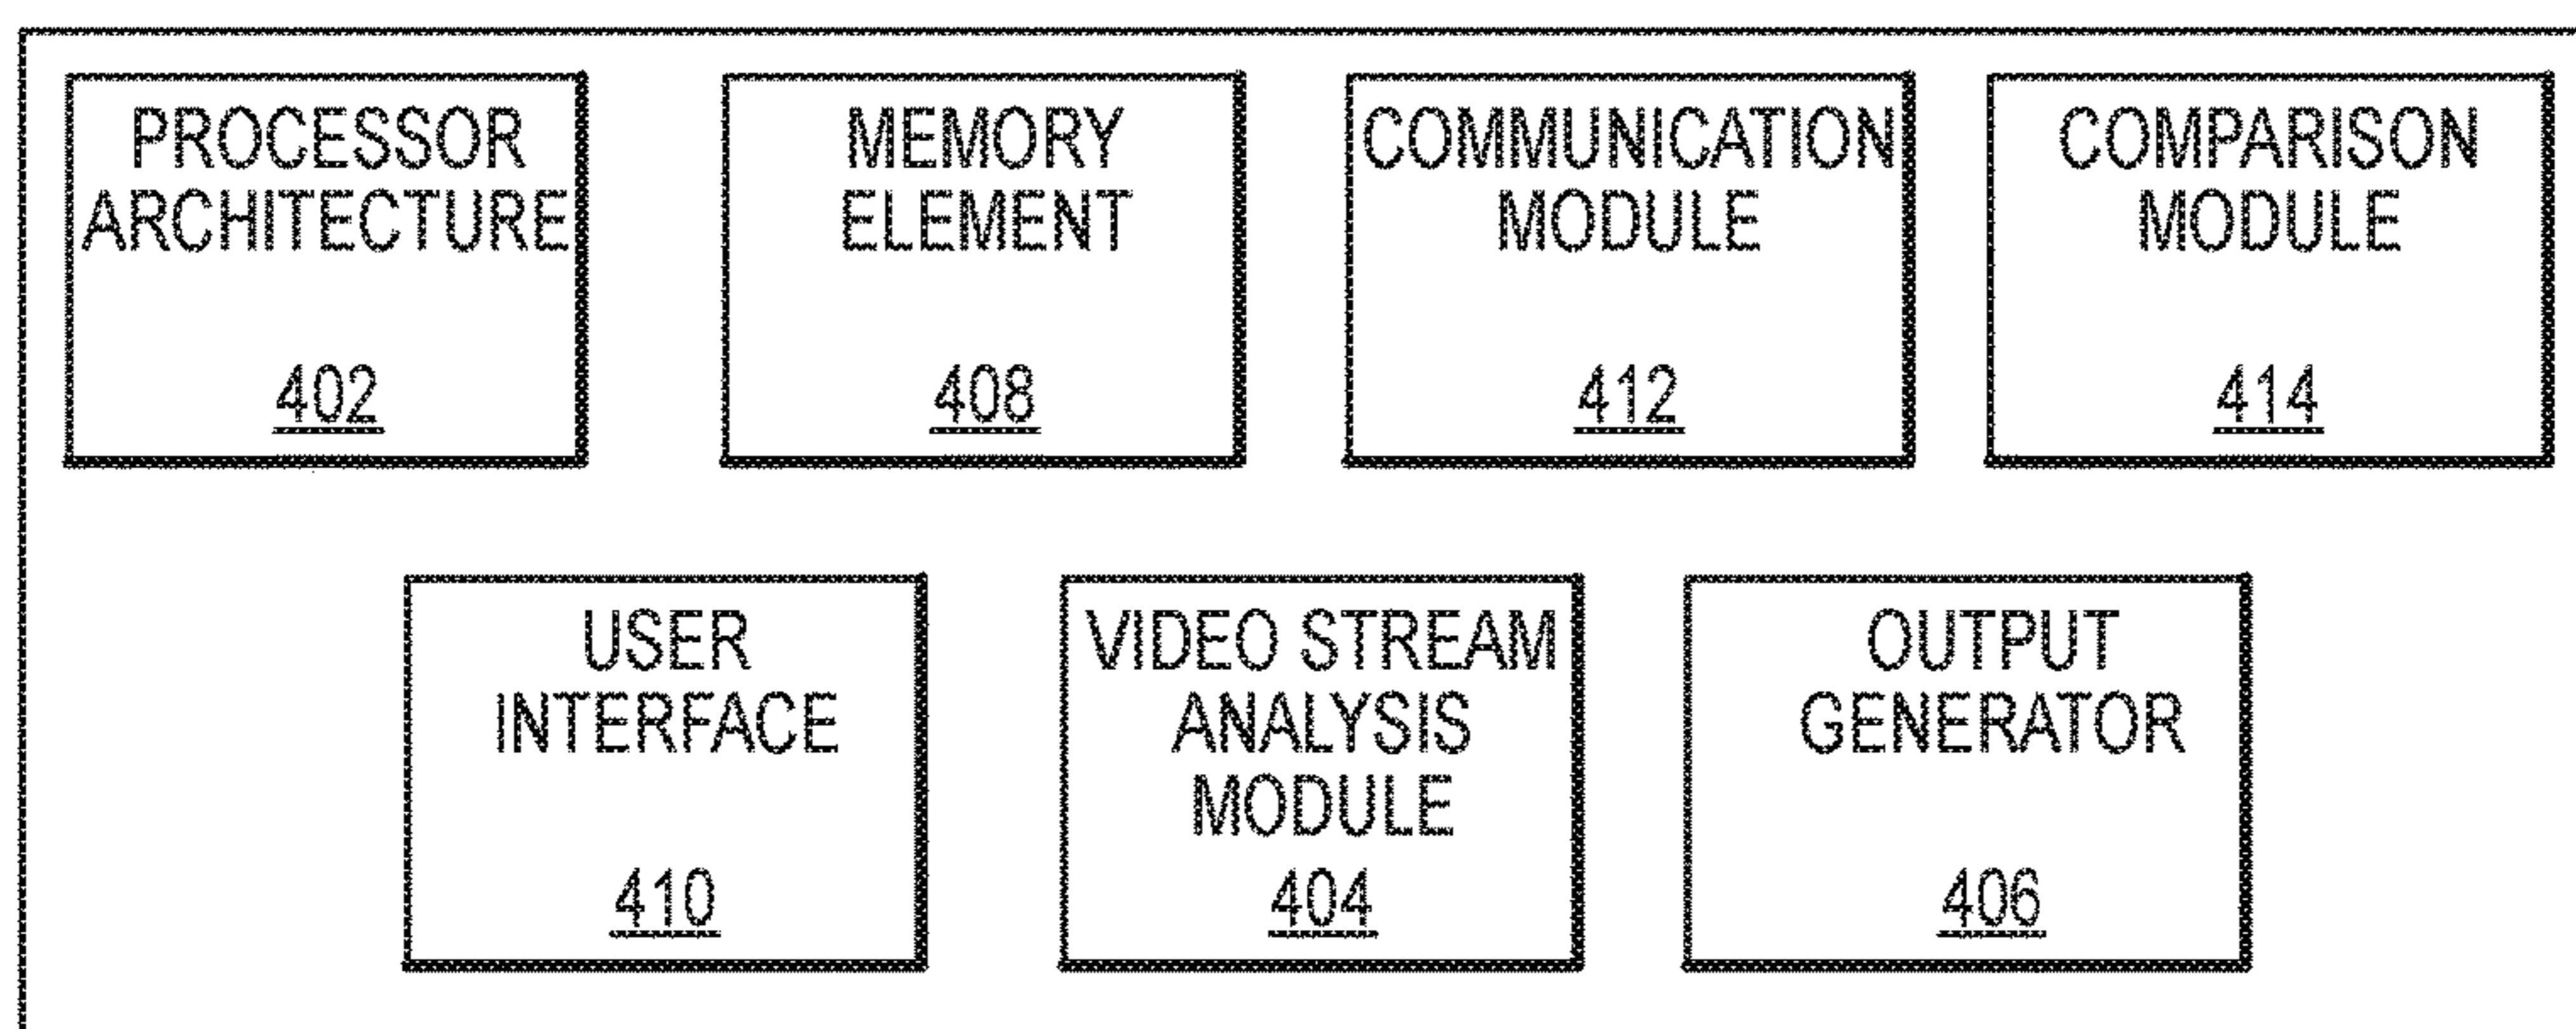 PROCESSOR
ARCHITECTURE
402
MEMORY
ELEMENT
408
COMMUNICATION
MODULE
412
COMPARISON
MODULE
414
USER
INTERFACE
410
VIDEO STREAM
ANALYSIS
MODULE
404
OUTPUT
GENERATOR
406